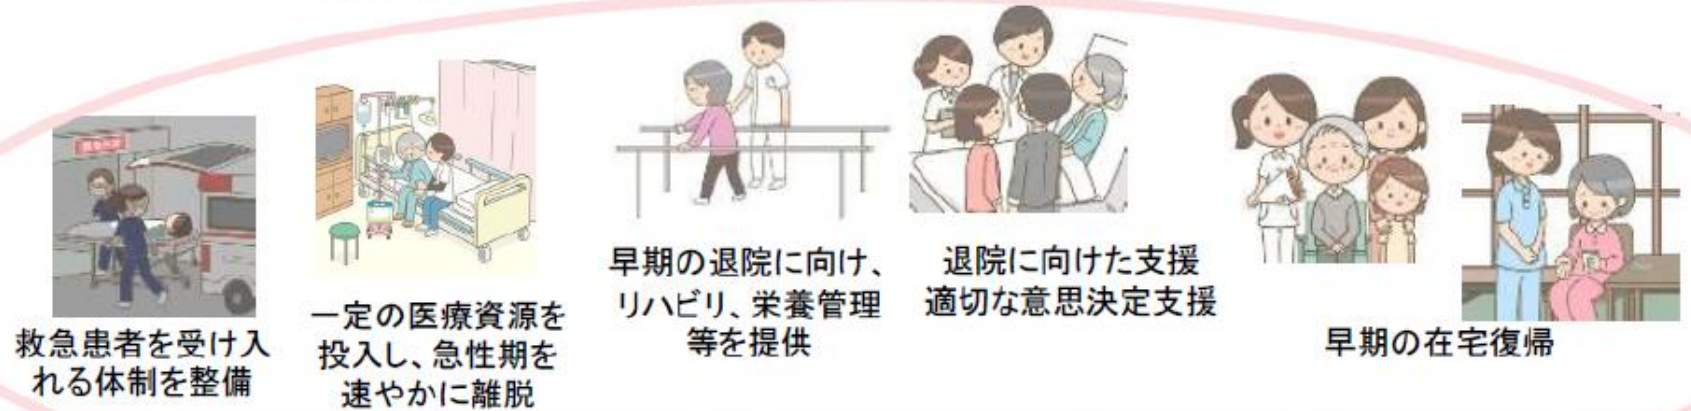 救急患者を受け入
れる体制を整備
一定の医療資源を
投入し、急性期を
速やかに離脱
早期の退院に向け、
リハビリ、栄養管理
等を提供
退院に向けた支援
適切な意思決定支援
早期の在宅復帰